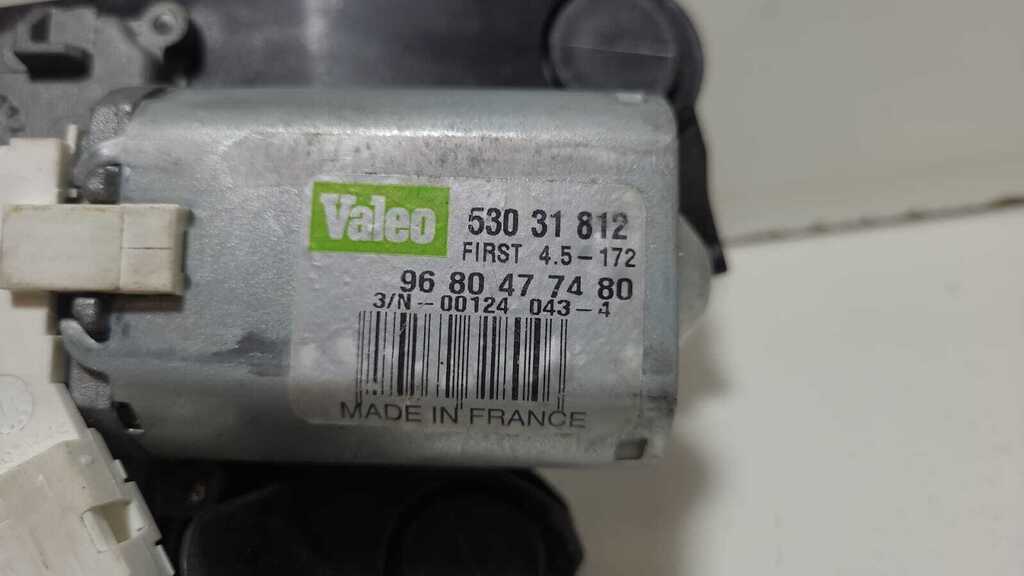 Valeo 530 31 812
FIRST 4.5-172
96 80 47 74 80
3/N-00124 043-4
MADE IN FRANCE